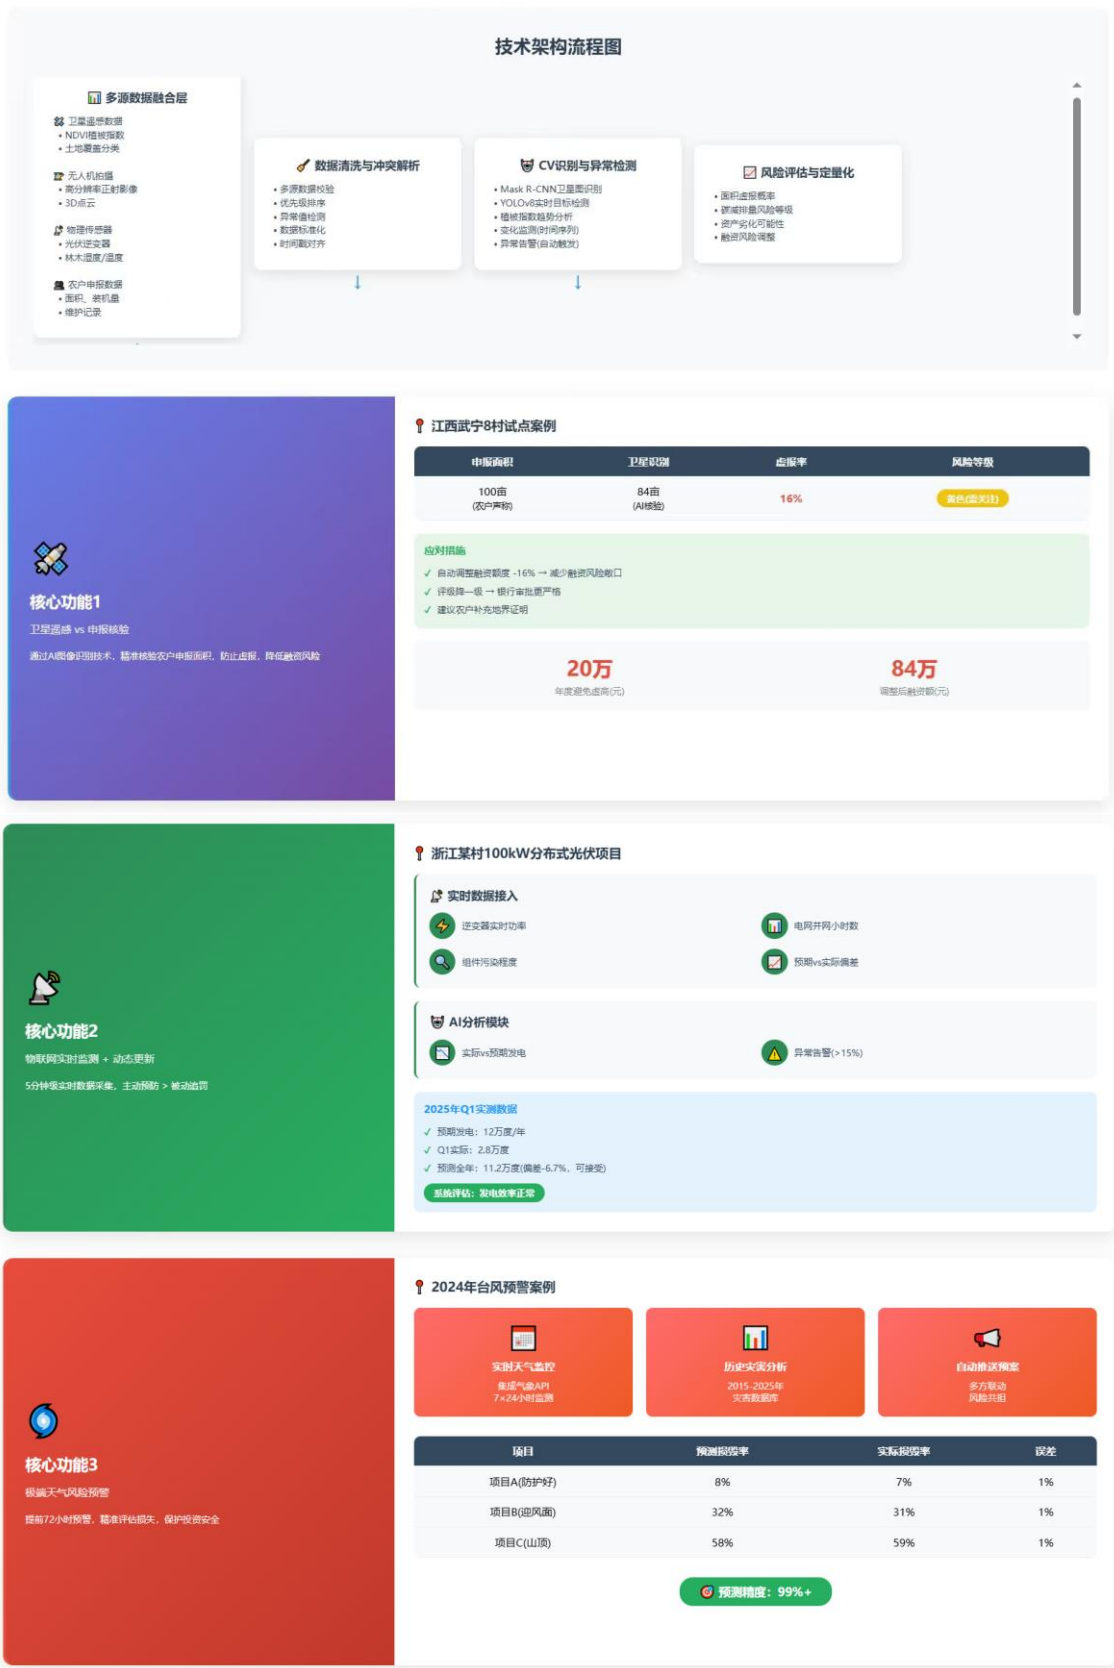 技术架构流程图
多源数据融合层
卫星遥感数据
• NDVI植被指数
• 土地覆盖分类
无人机拍摄
• 高分辨率正射影像
• 3D点云
物理传感器
• 光伏逆变器
• 林木湿度/温度
农户申报数据
• 面积、装机量
• 维护记录
数据清洗与冲突解析
• 多源数据校验
• 优先级排序
• 异常值检测
• 数据标准化
• 时间戳对齐
↓
CV识别与异常检测
• Mask R-CNN卫星图识别
• YOLOv8实时目标检测
• 植被指数趋势分析
• 变化监测(时间序列)
• 异常告警(自动触发)
↓
风险评估与定量化
• 面积虚报概率
• 碳减排量风险等级
• 资产劣化可能性
• 融资风险调整
核心功能1
卫星遥感 vs 申报核验
通过AI图像识别技术，精准核验农户申报面积，防止虚报，降低融资风险
江西武宁8村试点案例
申报面积 卫星识别 虚报率 风险等级
100亩 84亩 16% 黄色(需关注)
(农户声称) (AI核验)
应对措施
✓ 自动调整融资额度 -16% → 减少融资风险敞口
✓ 评级降一级 → 银行审批更严格
✓ 建议农户补充地界证明
20万 84万
年度避免虚高(元) 调整后融资额(元)
核心功能2
物联网实时监测 + 动态更新
5分钟级实时数据采集，主动预防 > 被动追罚
浙江某村100kW分布式光伏项目
实时数据接入
逆变器实时功率 电网并网小时数
组件污染程度 预期vs实际偏差
AI分析模块
实际vs预期发电 异常告警(>15%)
2025年Q1实测数据
✓ 预期发电：12万度/年
✓ Q1实际：2.8万度
✓ 预测全年：11.2万度(偏差-6.7%，可接受)
系统评估：发电效率正常
核心功能3
极端天气风险预警
提前72小时预警，精准评估损失，保护投资安全
2024年台风预警案例
实时天气监控 历史灾害分析 自动推送预案
集成气象API 2015-2025年 多方联动
7×24小时监测 灾害数据库 风险共担
项目 预测损毁率 实际损毁率 误差
项目A(防护好) 8% 7% 1%
项目B(迎风面) 32% 31% 1%
项目C(山顶) 58% 59% 1%
预测精度：99%+